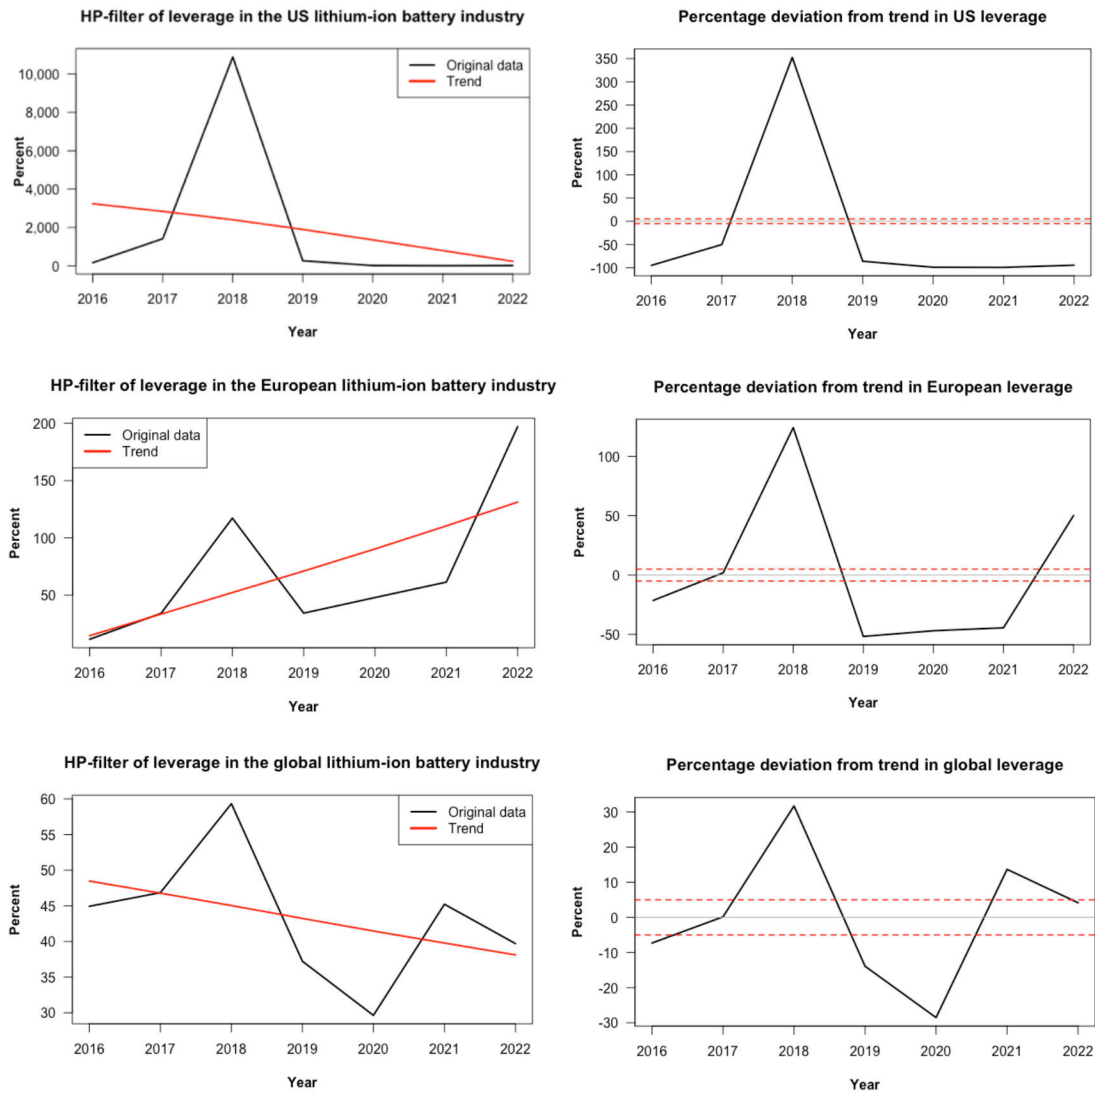 HP-filter of leverage in the US lithium-ion battery industry
Percent
10,000
8,000
6,000
4,000
2,000
0
Original data
Trend
2016 2017 2018 2019 2020 2021 2022
Year
Percentage deviation from trend in US leverage
Percent
350
300
250
200
150
100
50
0
-50
-100
2016 2017 2018 2019 2020 2021 2022
Year
HP-filter of leverage in the European lithium-ion battery industry
Percent
200
150
100
50
Original data
Trend
2016 2017 2018 2019 2020 2021 2022
Year
Percentage deviation from trend in European leverage
Percent
100
50
0
-50
2016 2017 2018 2019 2020 2021 2022
Year
HP-filter of leverage in the global lithium-ion battery industry
Percent
60
55
50
45
40
35
30
Original data
Trend
2016 2017 2018 2019 2020 2021 2022
Year
Percentage deviation from trend in global leverage
Percent
30
20
10
0
-10
-20
-30
2016 2017 2018 2019 2020 2021 2022
Year